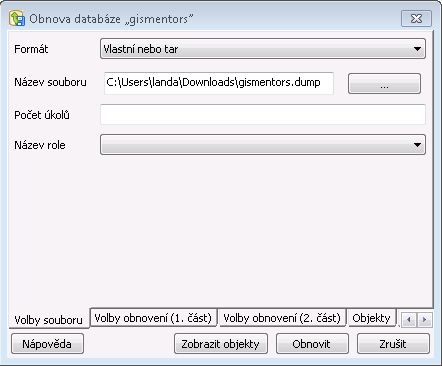 Obnova databáze „gismentors”
Formát Vlastní nebo tar
Název souboru C:\Users\landa\Downloads\gismentors.dump ...
Počet úkolů
Název role
Volby souboru Volby obnovení (1. část) Volby obnovení (2. část) Objekty
Nápověda Zobrazit objekty Obnovit Zrušit